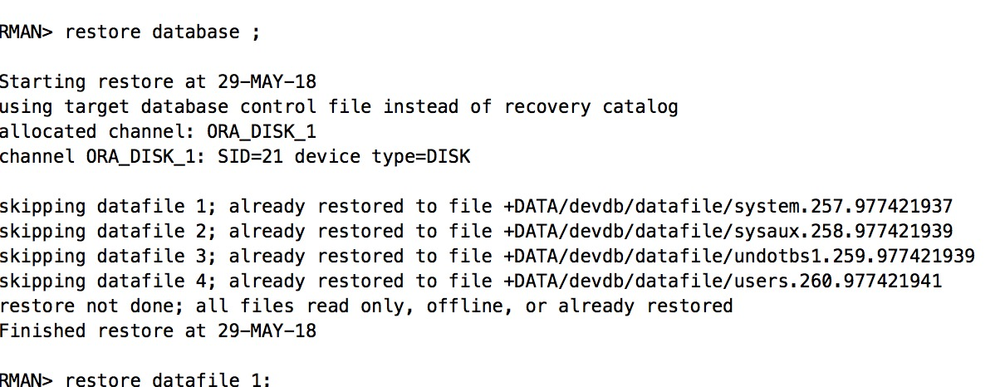 RMAN> restore database ;
Starting restore at 29-MAY-18
using target database control file instead of recovery catalog
allocated channel: ORA_DISK_1
channel ORA_DISK_1: SID=21 device type=DISK
skipping datafile 1; already restored to file +DATA/devdb/datafile/system.257.977421937
skipping datafile 2; already restored to file +DATA/devdb/datafile/sysaux.258.977421939
skipping datafile 3; already restored to file +DATA/devdb/datafile/undotbs1.259.977421939
skipping datafile 4; already restored to file +DATA/devdb/datafile/users.260.977421941
restore not done; all files read only, offline, or already restored
Finished restore at 29-MAY-18
RMAN> restore datafile 1;